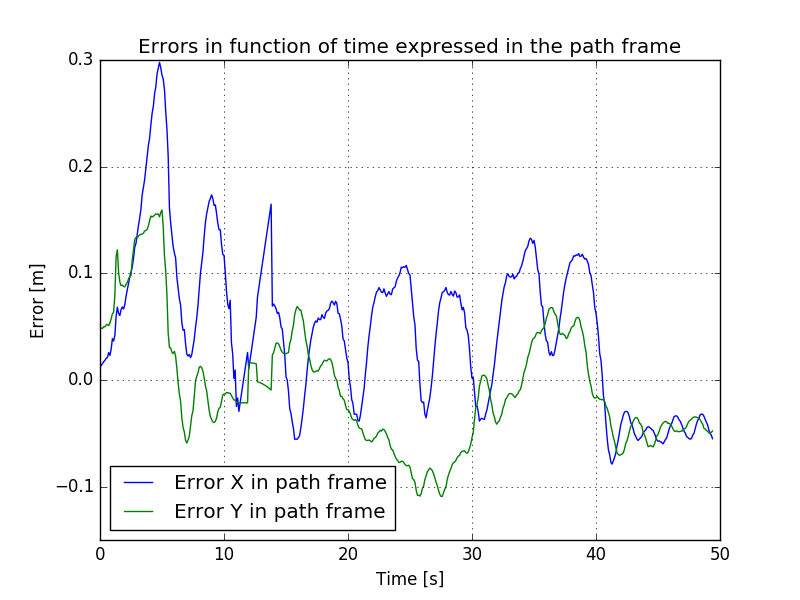 Errors in function of time expressed in the path frame
0.3
0.2
0.1
0.0
−0.1
Error [m]
Error X in path frame
Error Y in path frame
0 10 20 30 40 50
Time [s]